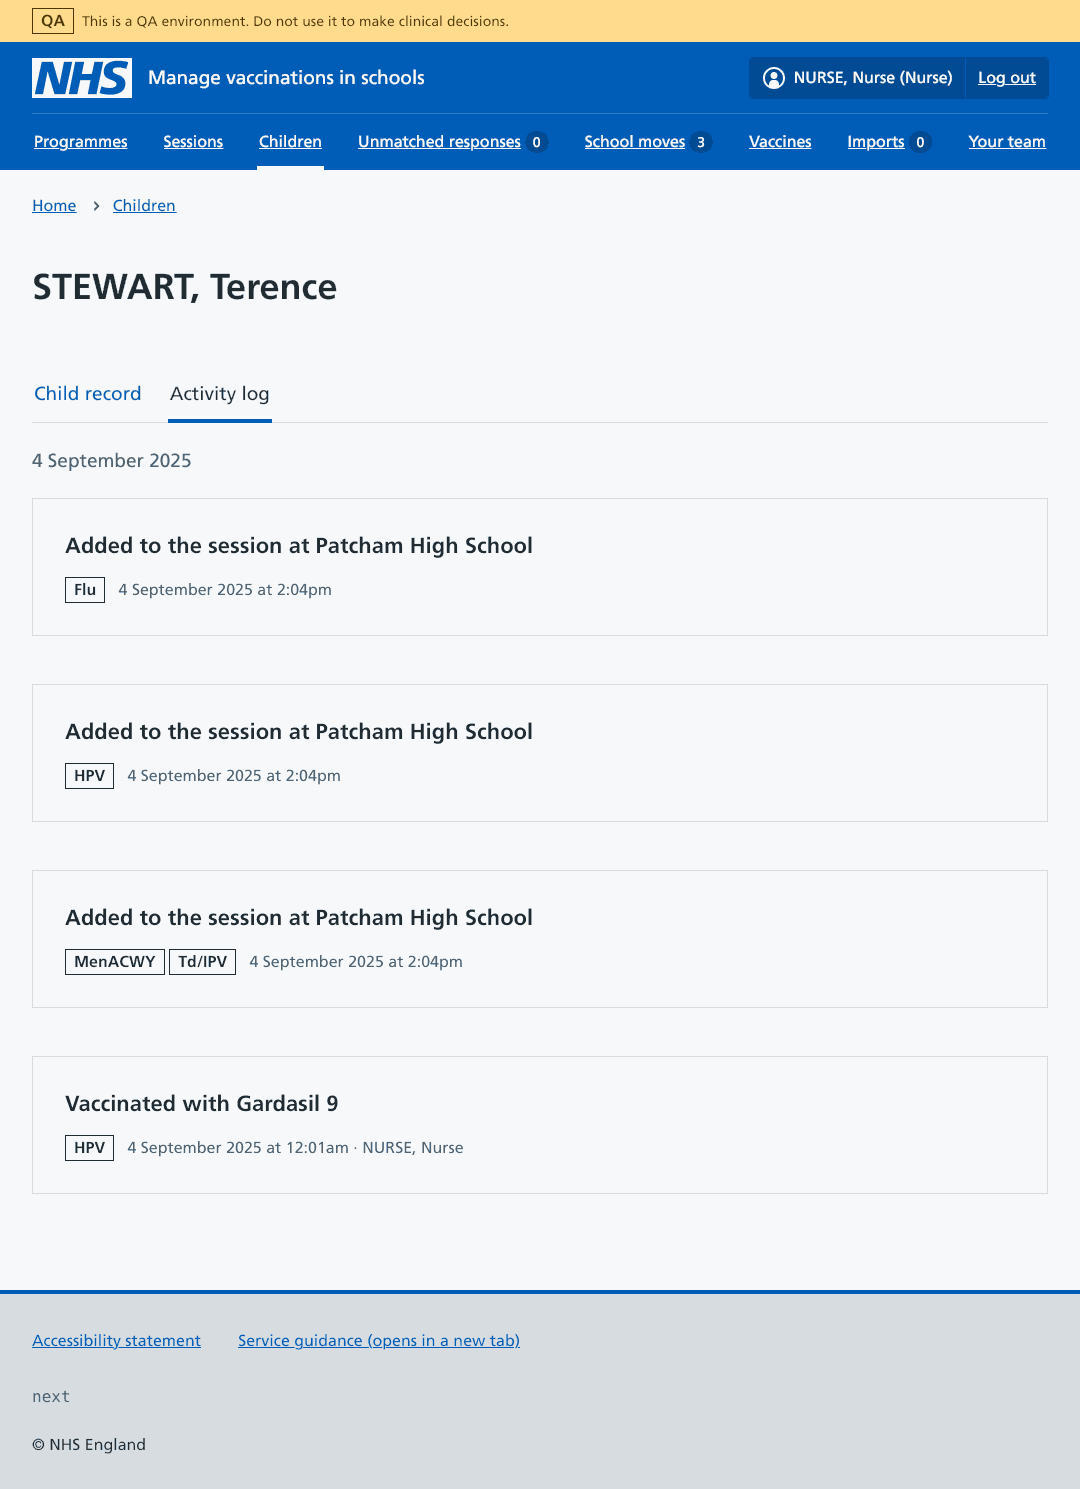 QA This is a QA environment. Do not use it to make clinical decisions.
NHS Manage vaccinations in schools NURSE, Nurse (Nurse) Log out
Programmes Sessions Children Unmatched responses 0 School moves 3 Vaccines Imports 0 Your team
Home Children
STEWART, Terence
Child record Activity log
4 September 2025
Added to the session at Patcham High School
Flu 4 September 2025 at 2:04pm
Added to the session at Patcham High School
HPV 4 September 2025 at 2:04pm
Added to the session at Patcham High School
MenACWY Td/IPV 4 September 2025 at 2:04pm
Vaccinated with Gardasil 9
HPV 4 September 2025 at 12:01am · NURSE, Nurse
Accessibility statement Service guidance (opens in a new tab)
next
© NHS England